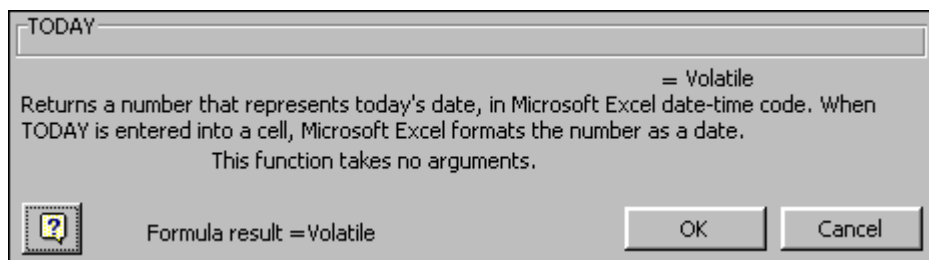 TODAY
= Volatile
Returns a number that represents today's date, in Microsoft Excel date-time code. When
TODAY is entered into a cell, Microsoft Excel formats the number as a date.
This function takes no arguments.
?
Formula result =Volatile
OK
Cancel